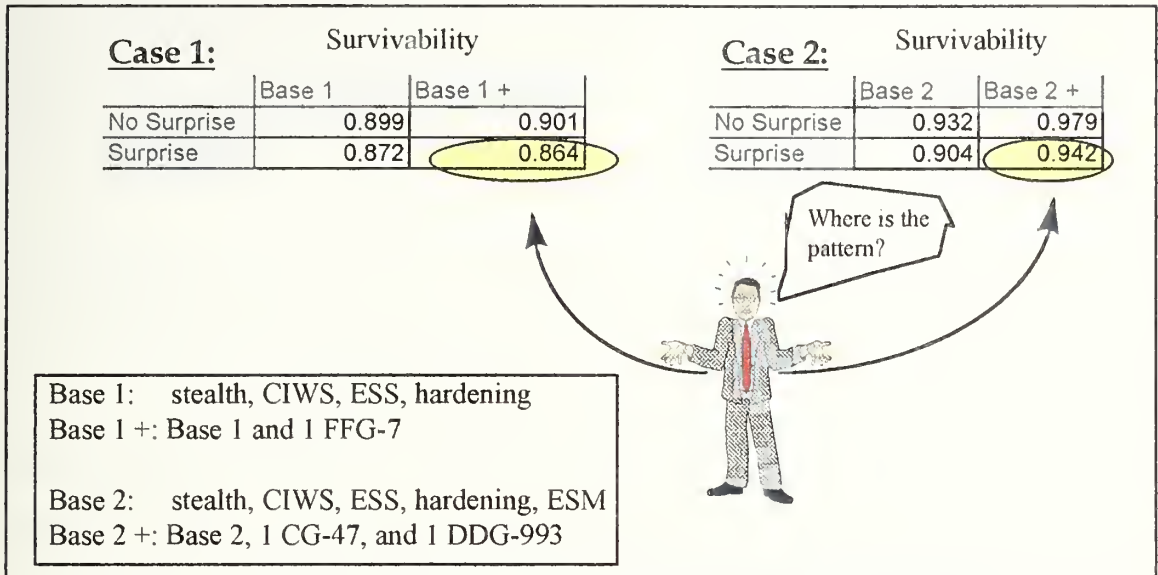 Case 1: Survivability
Base 1 Base 1 +
No Surprise 0.899 0.901
Surprise 0.872 0.864
Case 2: Survivability
Base 2 Base 2 +
No Surprise 0.932 0.979
Surprise 0.904 0.942
Where is the
pattern?
Base 1: stealth, CIWS, ESS, hardening
Base 1 +: Base 1 and 1 FFG-7
Base 2: stealth, CIWS, ESS, hardening, ESM
Base 2 +: Base 2, 1 CG-47, and 1 DDG-993